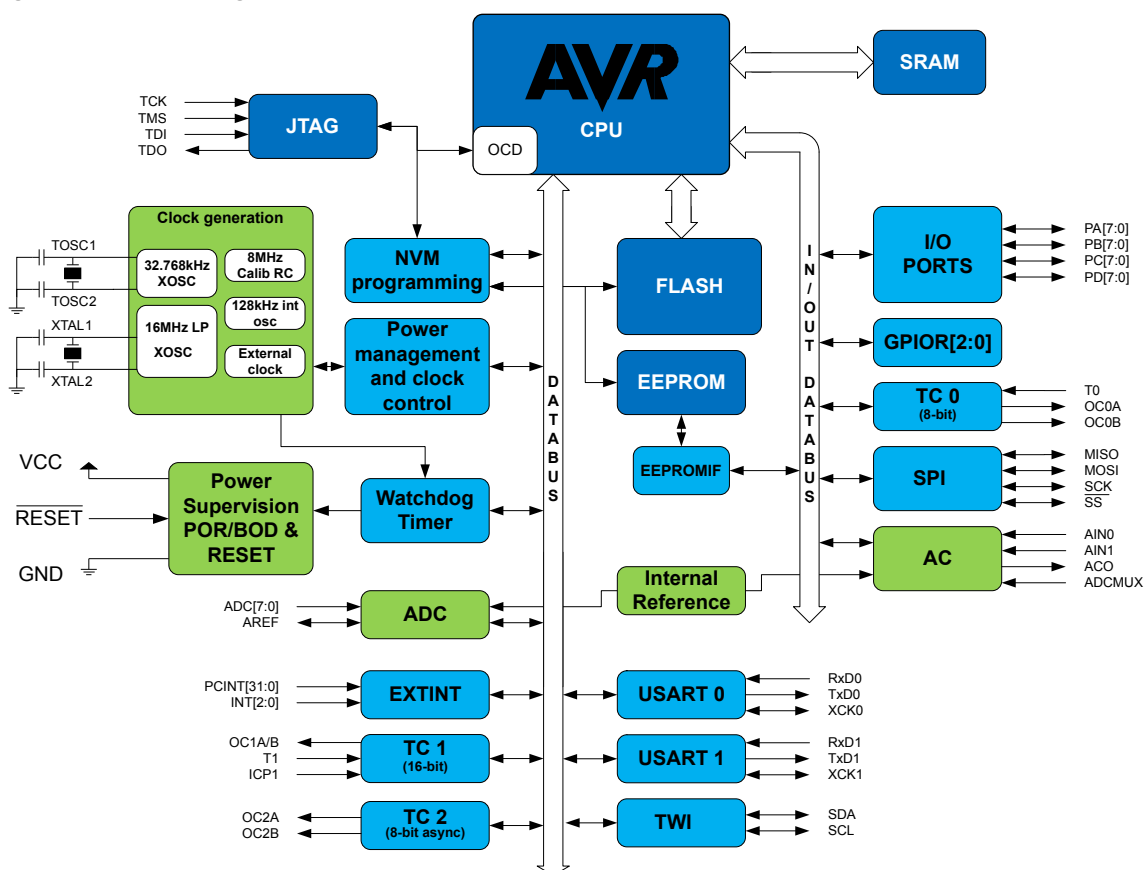 AVR
CPU
OCD
SRAM
TCK
TMS
TDI
TDO
JTAG
Clock generation
TOSC1
TOSC2
XTAL1
XTAL2
32.768kHz
XOSC
8MHz
Calib RC
16MHz LP
XOSC
128kHz int
osc
External
clock
NVM
programming
Power
management
and clock
control
FLASH
EEPROM
EEPROMIF
DATABUS
IN/OUT DATABUS
I/O
PORTS
PA[7:0]
PB[7:0]
PC[7:0]
PD[7:0]
GPIOR[2:0]
TC 0
(8-bit)
T0
OC0A
OC0B
SPI
MISO
MOSI
SCK
SS
AC
AIN0
AIN1
ACO
ADCMUX
VCC
RESET
GND
Power
Supervision
POR/BOD &
RESET
Watchdog
Timer
Internal
Reference
ADC[7:0]
AREF
ADC
PCINT[31:0]
INT[2:0]
EXTINT
USART 0
RxD0
TxD0
XCK0
OC1A/B
T1
ICP1
TC 1
(16-bit)
USART 1
RxD1
TxD1
XCK1
OC2A
OC2B
TC 2
(8-bit async)
TWI
SDA
SCL